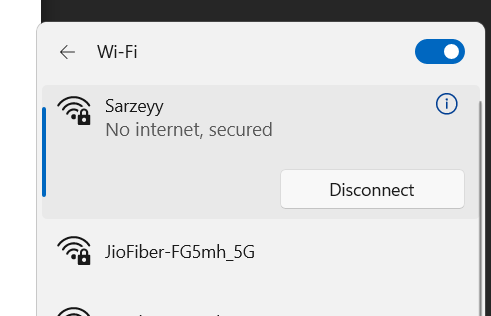 Wi-Fi
Sarzeyy
No internet, secured
Disconnect
JioFiber-FG5mh_5G